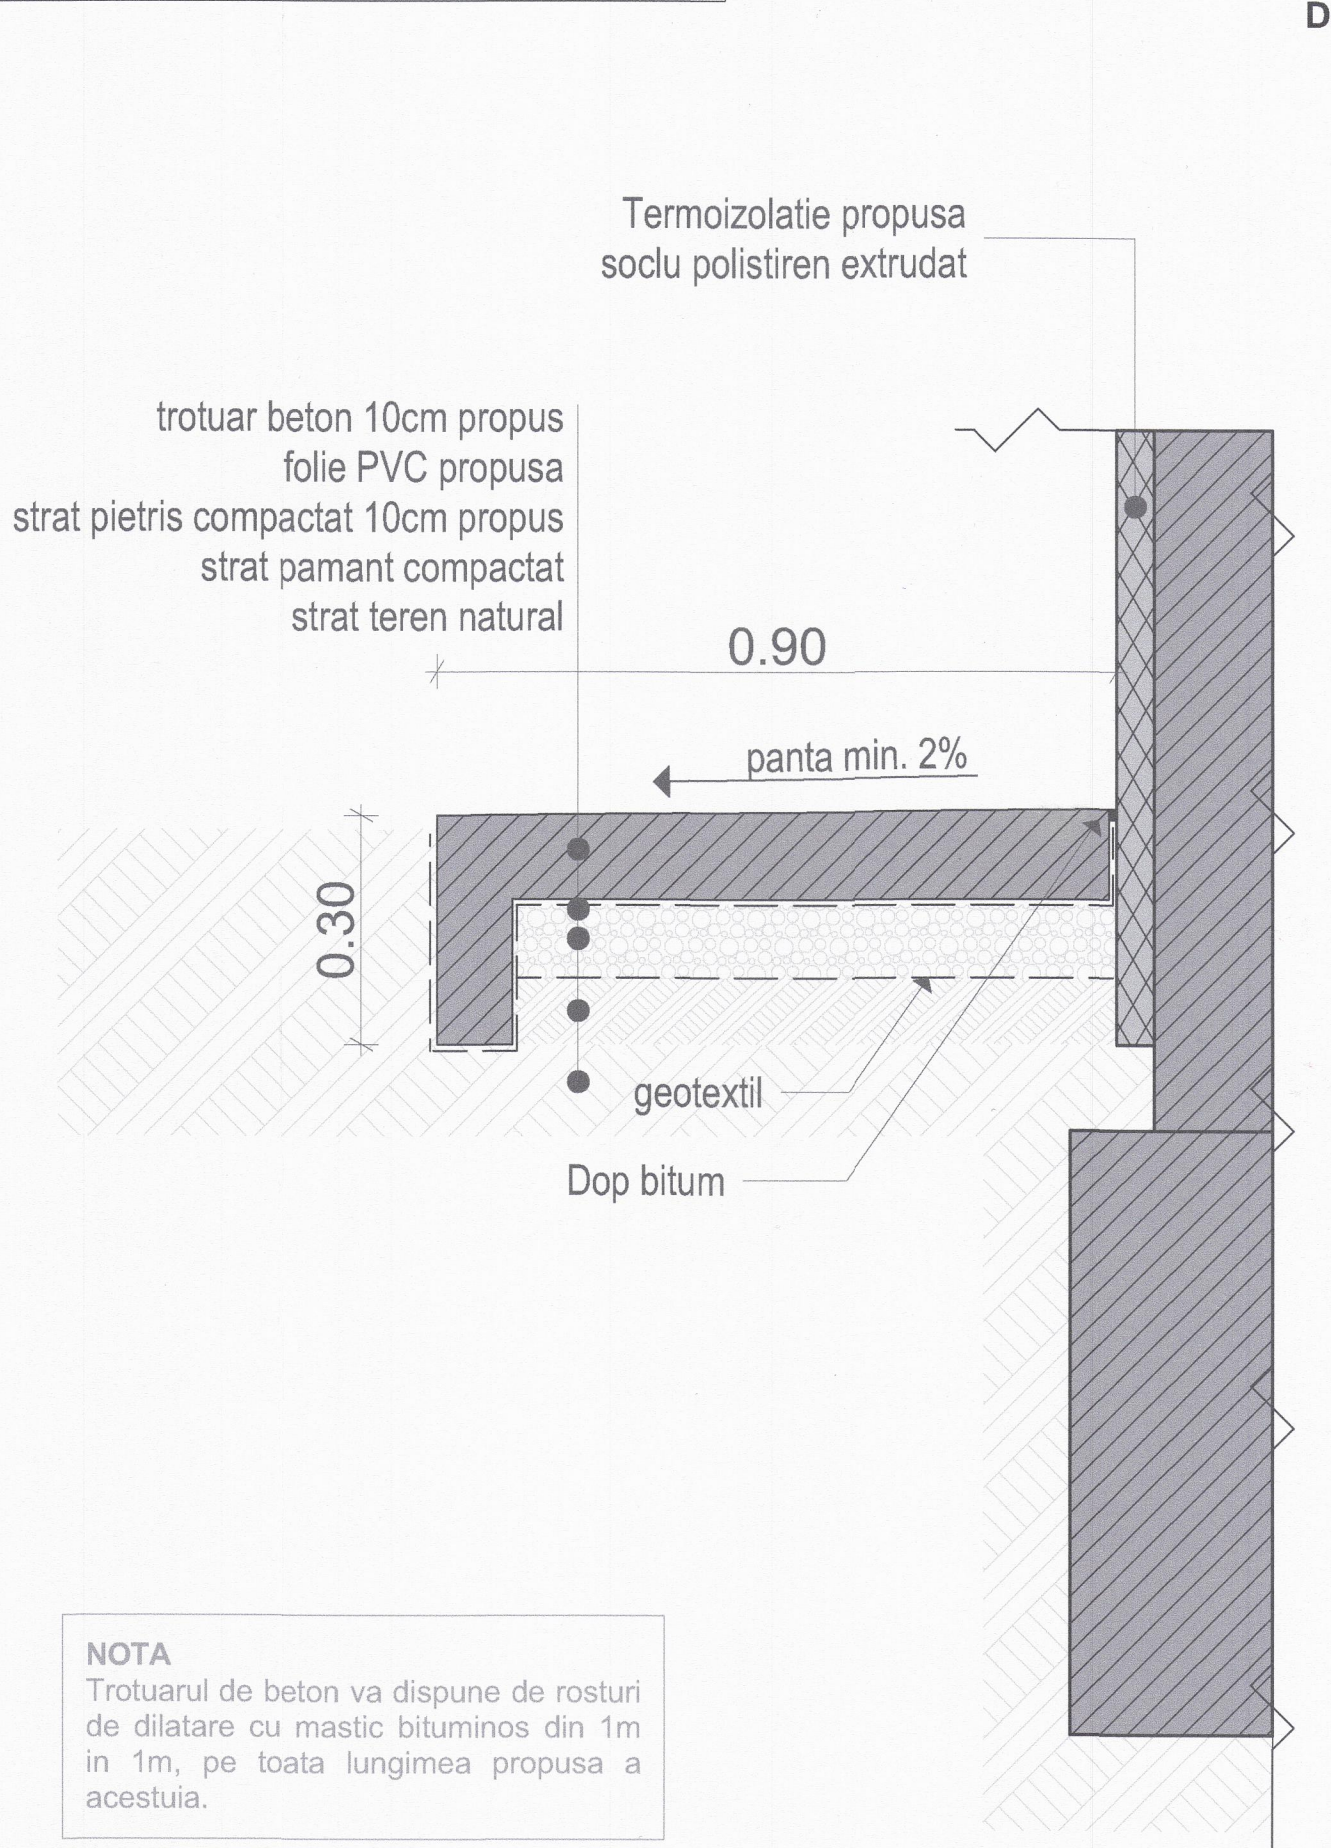 D
Termoizolatie propusa
soclu polistiren extrudat
trotuar beton 10cm propus
folie PVC propusa
strat pietris compactat 10cm propus
strat pamant compactat
strat teren natural
0.90
panta min. 2%
0.30
geotextil
Dop bitum
NOTA
Trotuarul de beton va dispune de rosturi
de dilatare cu mastic bituminos din 1m
in 1m, pe toata lungimea propusa a
acestuia.